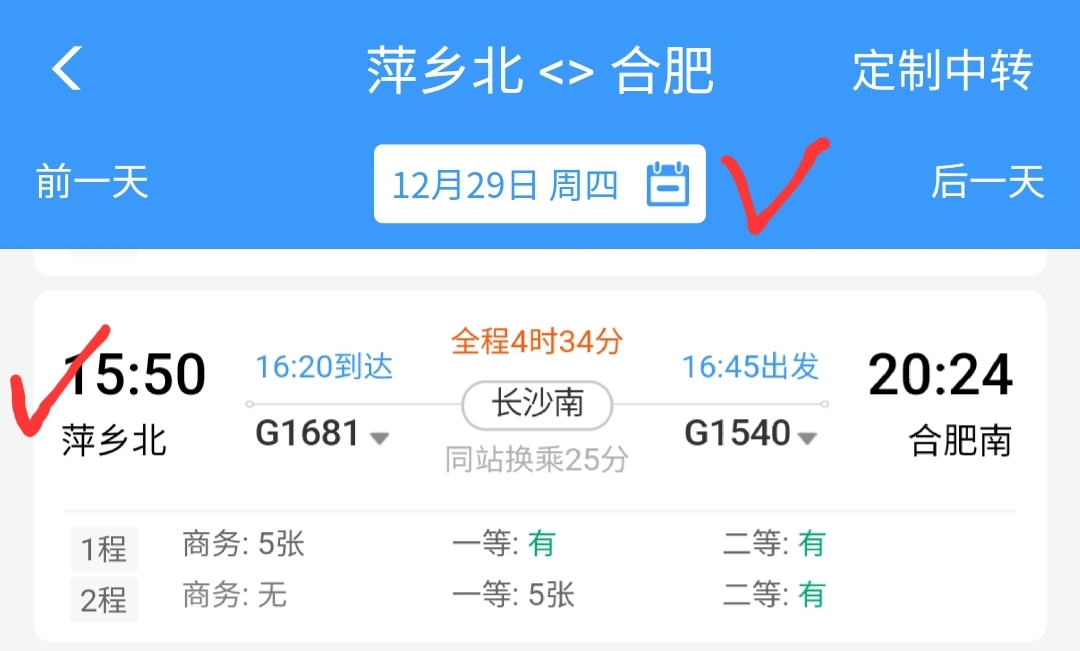 萍乡北 <> 合肥 定制中转
前一天 12月29日 周四 后一天
全程4时34分
15:50 16:20到达 16:45出发 20:24
长沙南
萍乡北 G1681 G1540 合肥南
同站换乘25分
1程 商务: 5张 一等: 有 二等: 有
2程 商务: 无 一等: 5张 二等: 有